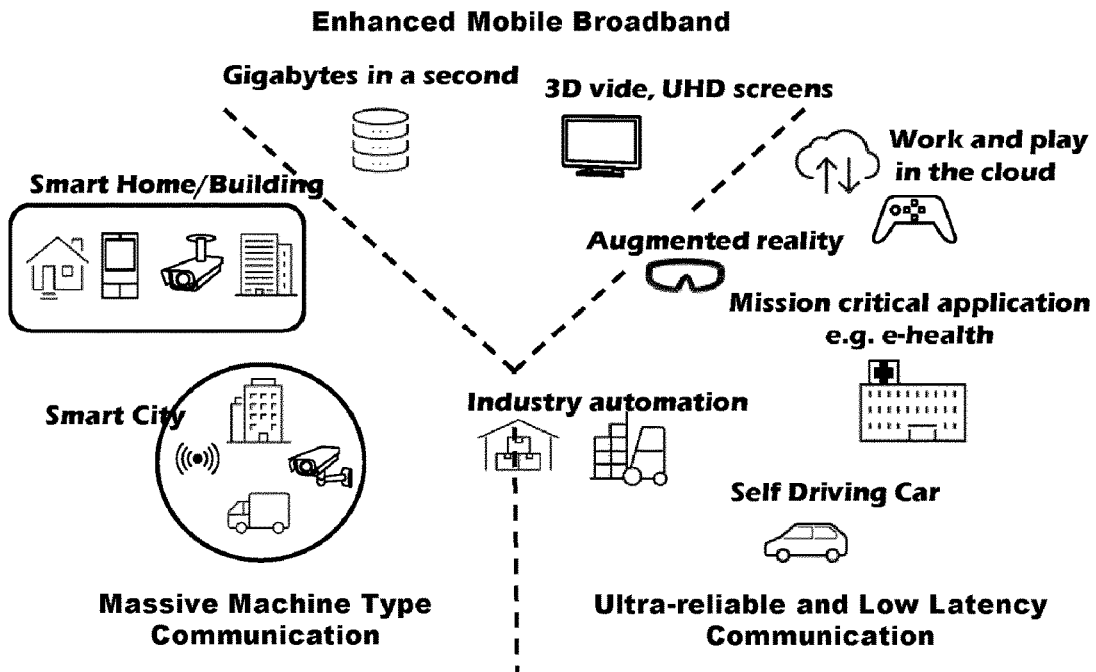 Enhanced Mobile Broadband
Gigabytes in a second
3D vide, UHD screens
Work and play
in the cloud
Smart Home/Building
Augmented reality
Mission critical application
e.g. e-health
Smart City
Industry automation
Self Driving Car
Massive Machine Type
Communication
Ultra-reliable and Low Latency
Communication